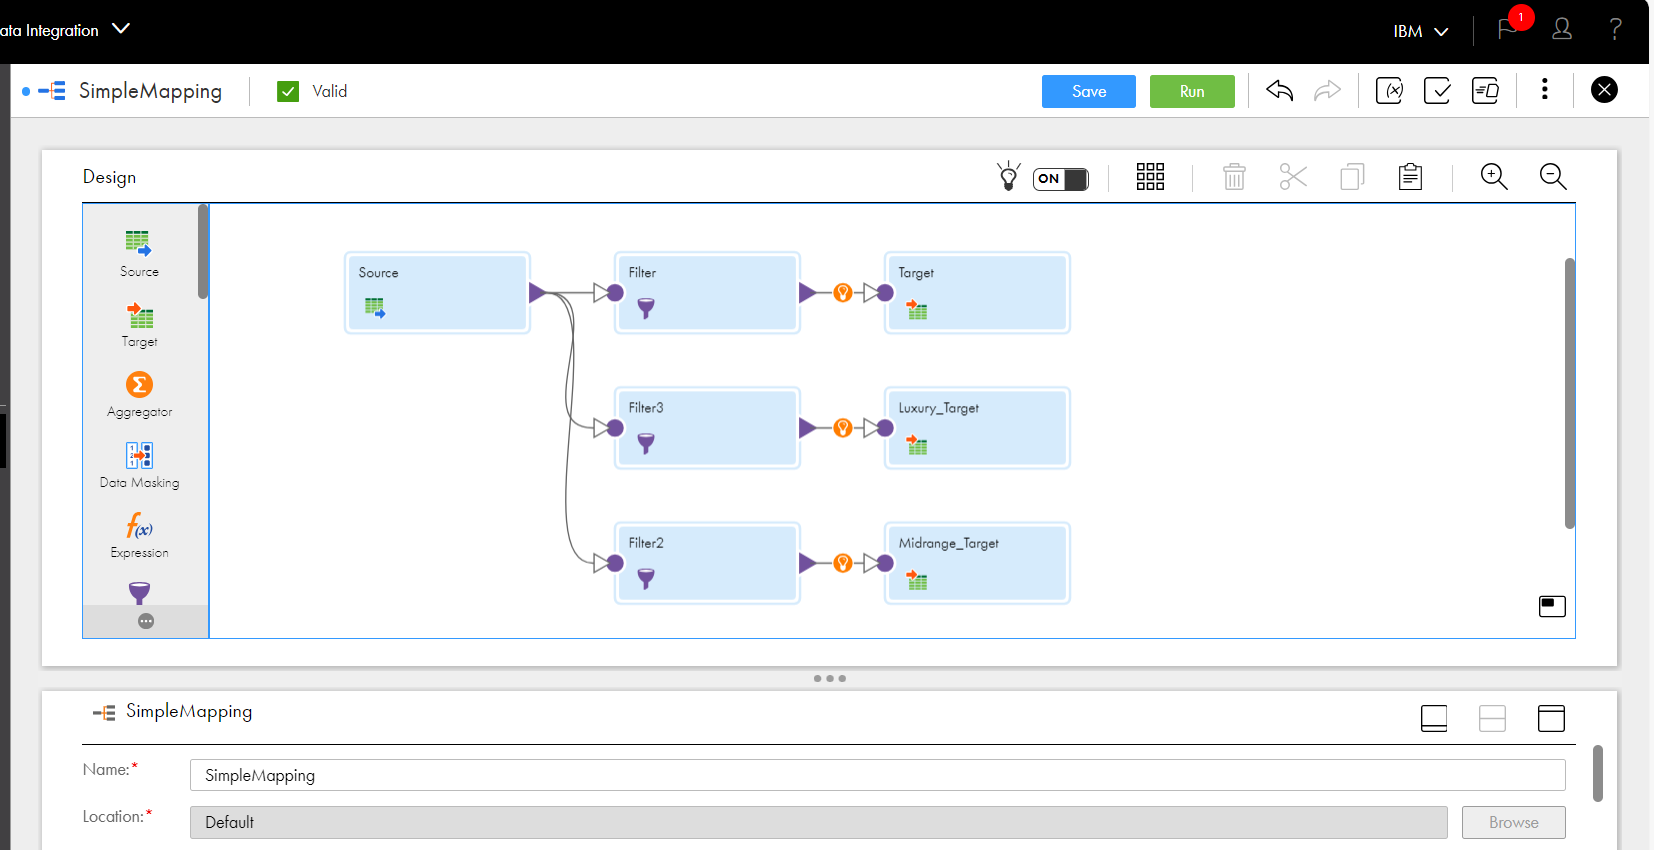 ata Integration
IBM
1
?
SimpleMapping
Valid
Save
Run
(x)
Design
ON
Source
Target
Aggregator
Data Masking
Expression
Source
Filter
Target
Filter3
Luxury_Target
Filter2
Midrange_Target
SimpleMapping
Name:*
SimpleMapping
Location:*
Default
Browse